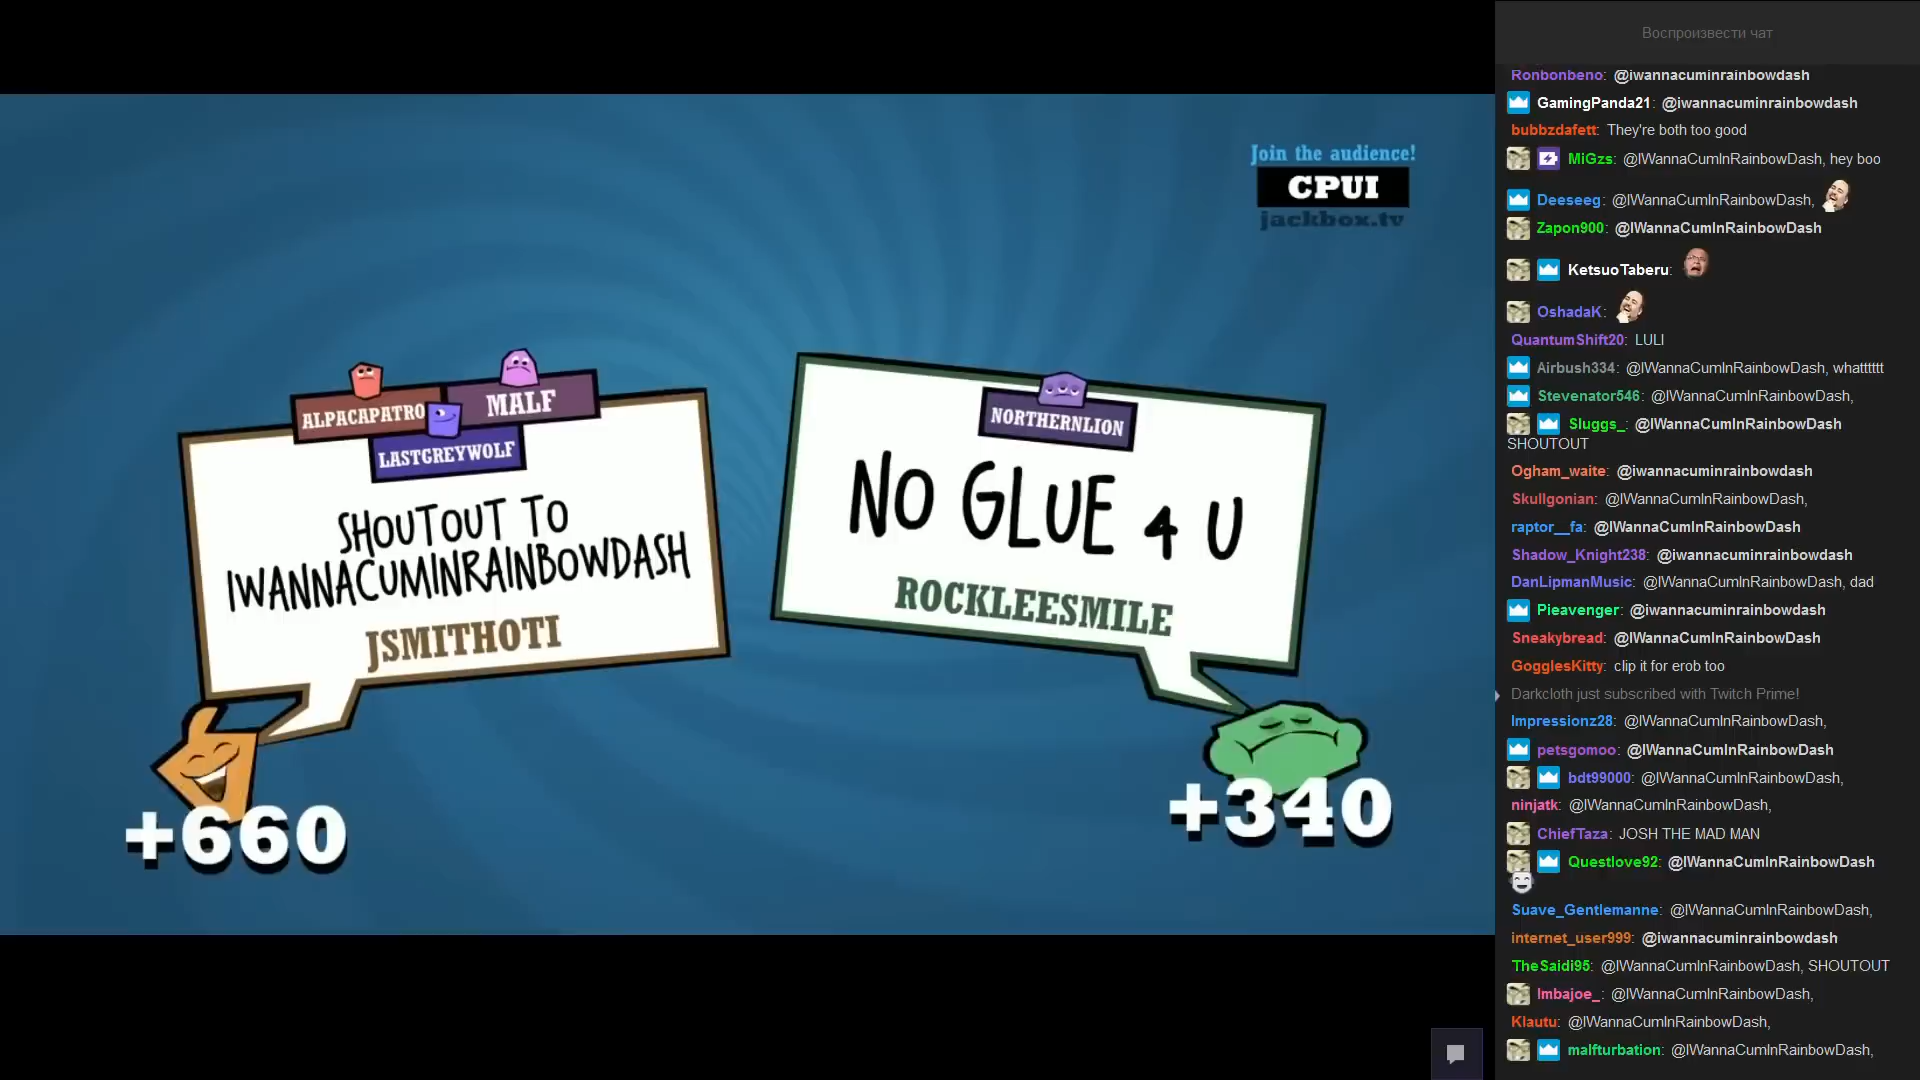 Join the audience!
CPUI
jackbox.tv
ALPACAPATRO
MALF
LASTGREYWOLF
SHOUTOUT TO
IWANNACUMINRAINBOWDASH
JSMITHOTI
+660
NORTHERNLION
NO GLUE 4 U
ROCKLEESMILE
+340
Воспроизвести чат
Ronbonbeno: @iwannacuminrainbowdash
GamingPanda21: @iwannacuminrainbowdash
bubbzdafett: They're both too good
MiGzs: @IWannaCumInRainbowDash, hey boo
Deeseeg: @IWannaCumInRainbowDash,
Zapon900: @IWannaCumInRainbowDash
KetsuoTaberu:
OshadaK:
QuantumShift20: LULI
Airbush334: @IWannaCumInRainbowDash, whatttttt
Stevenator546: @IWannaCumInRainbowDash,
Sluggs_: @IWannaCumInRainbowDash
SHOUTOUT
Ogham_waite: @iwannacuminrainbowdash
Skullgonian: @IWannaCumInRainbowDash,
raptor__fa: @IWannaCumInRainbowDash
Shadow_Knight238: @iwannacuminrainbowdash
DanLipmanMusic: @IWannaCumInRainbowDash, dad
Pieavenger: @iwannacuminrainbowdash
Sneakybread: @IWannaCumInRainbowDash
GogglesKitty: clip it for erob too
Darkcloth just subscribed with Twitch Prime!
Impressionz28: @IWannaCumInRainbowDash,
petsgomoo: @IWannaCumInRainbowDash
bdt99000: @IWannaCumInRainbowDash,
ninjatk: @IWannaCumInRainbowDash,
ChiefTaza: JOSH THE MAD MAN
Questlove92: @IWannaCumInRainbowDash
Suave_Gentlemanne: @IWannaCumInRainbowDash,
internet_user999: @iwannacuminrainbowdash
TheSaidi95: @IWannaCumInRainbowDash, SHOUTOUT
Imbajoe_: @IWannaCumInRainbowDash,
Klautu: @IWannaCumInRainbowDash,
malfturbation: @IWannaCumInRainbowDash,